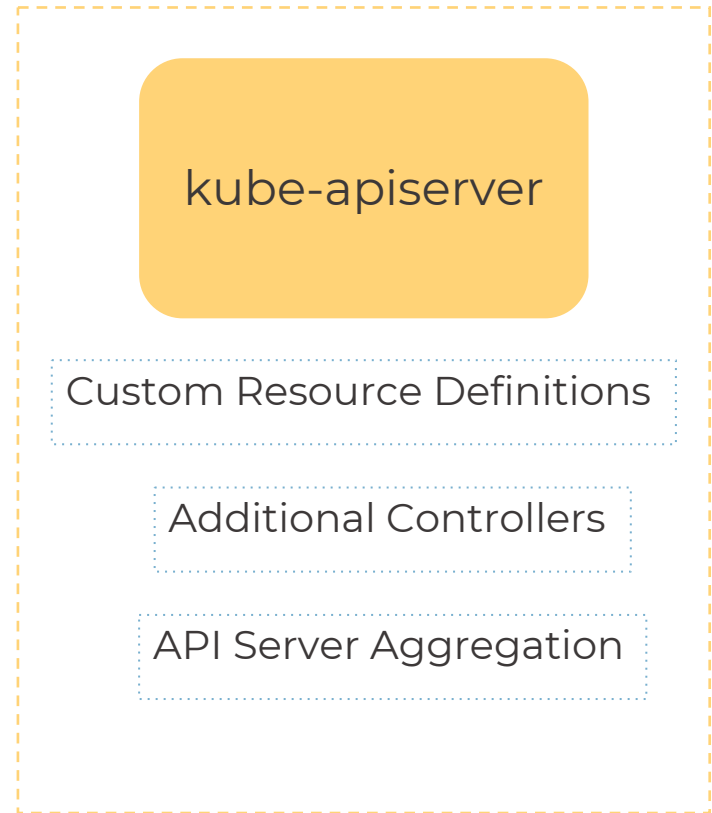 kube-apiserver
Custom Resource Definitions
Additional Controllers
API Server Aggregation